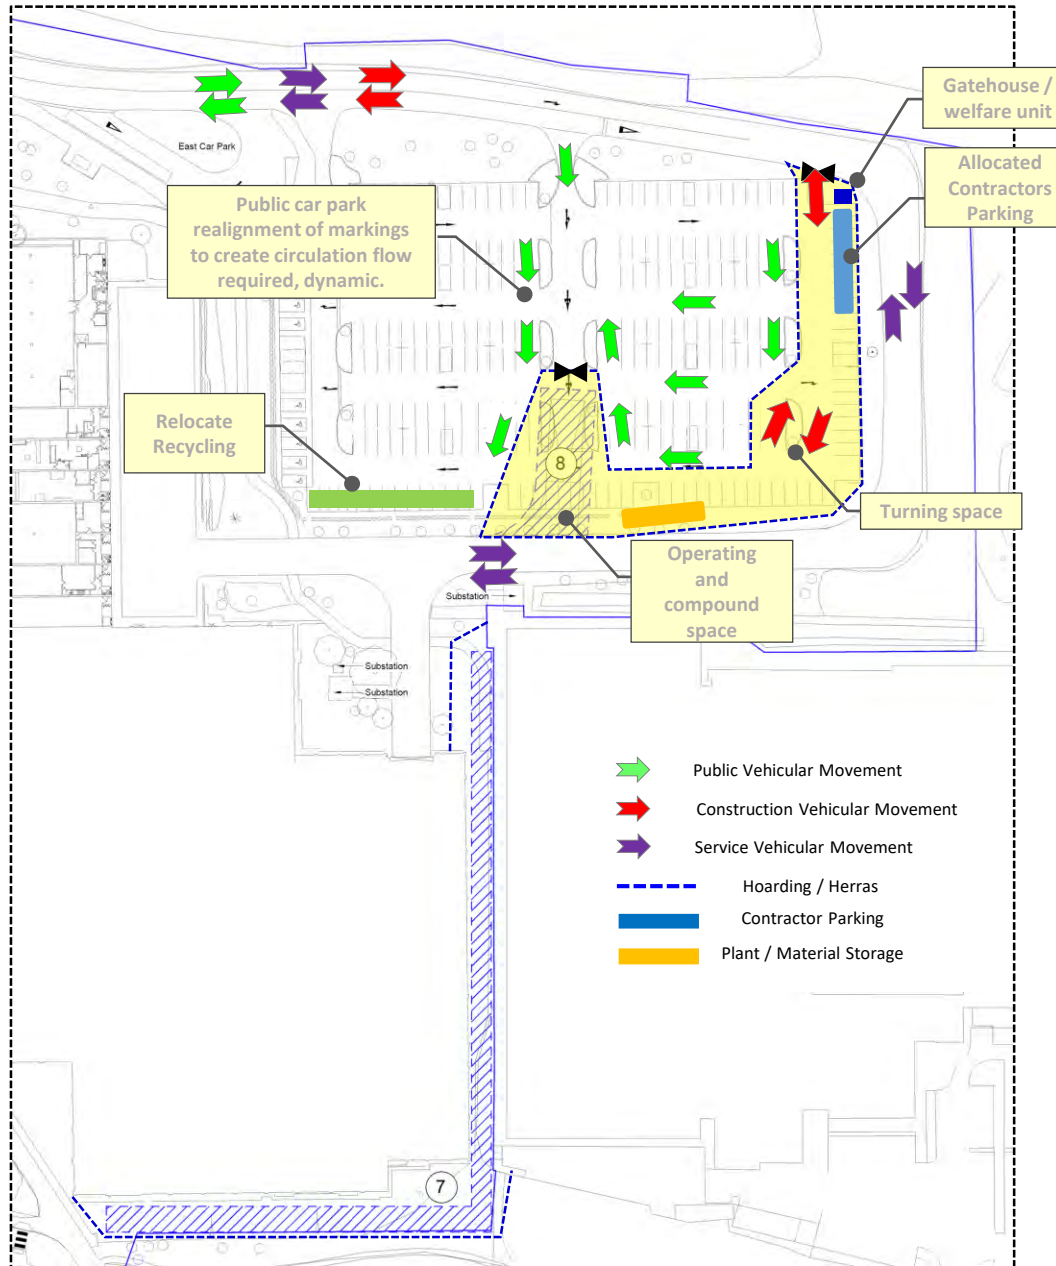 Gatehouse /
welfare unit
East Car Park
Allocated
Contractors
Parking
Public car park
realignment of markings
to create circulation flow
required, dynamic.
Relocate
Recycling
8
Turning space
Operating
and
compound
space
Substation
Substation
Substation
Public Vehicular Movement
Construction Vehicular Movement
Service Vehicular Movement
Hoarding / Herras
Contractor Parking
Plant / Material Storage
7